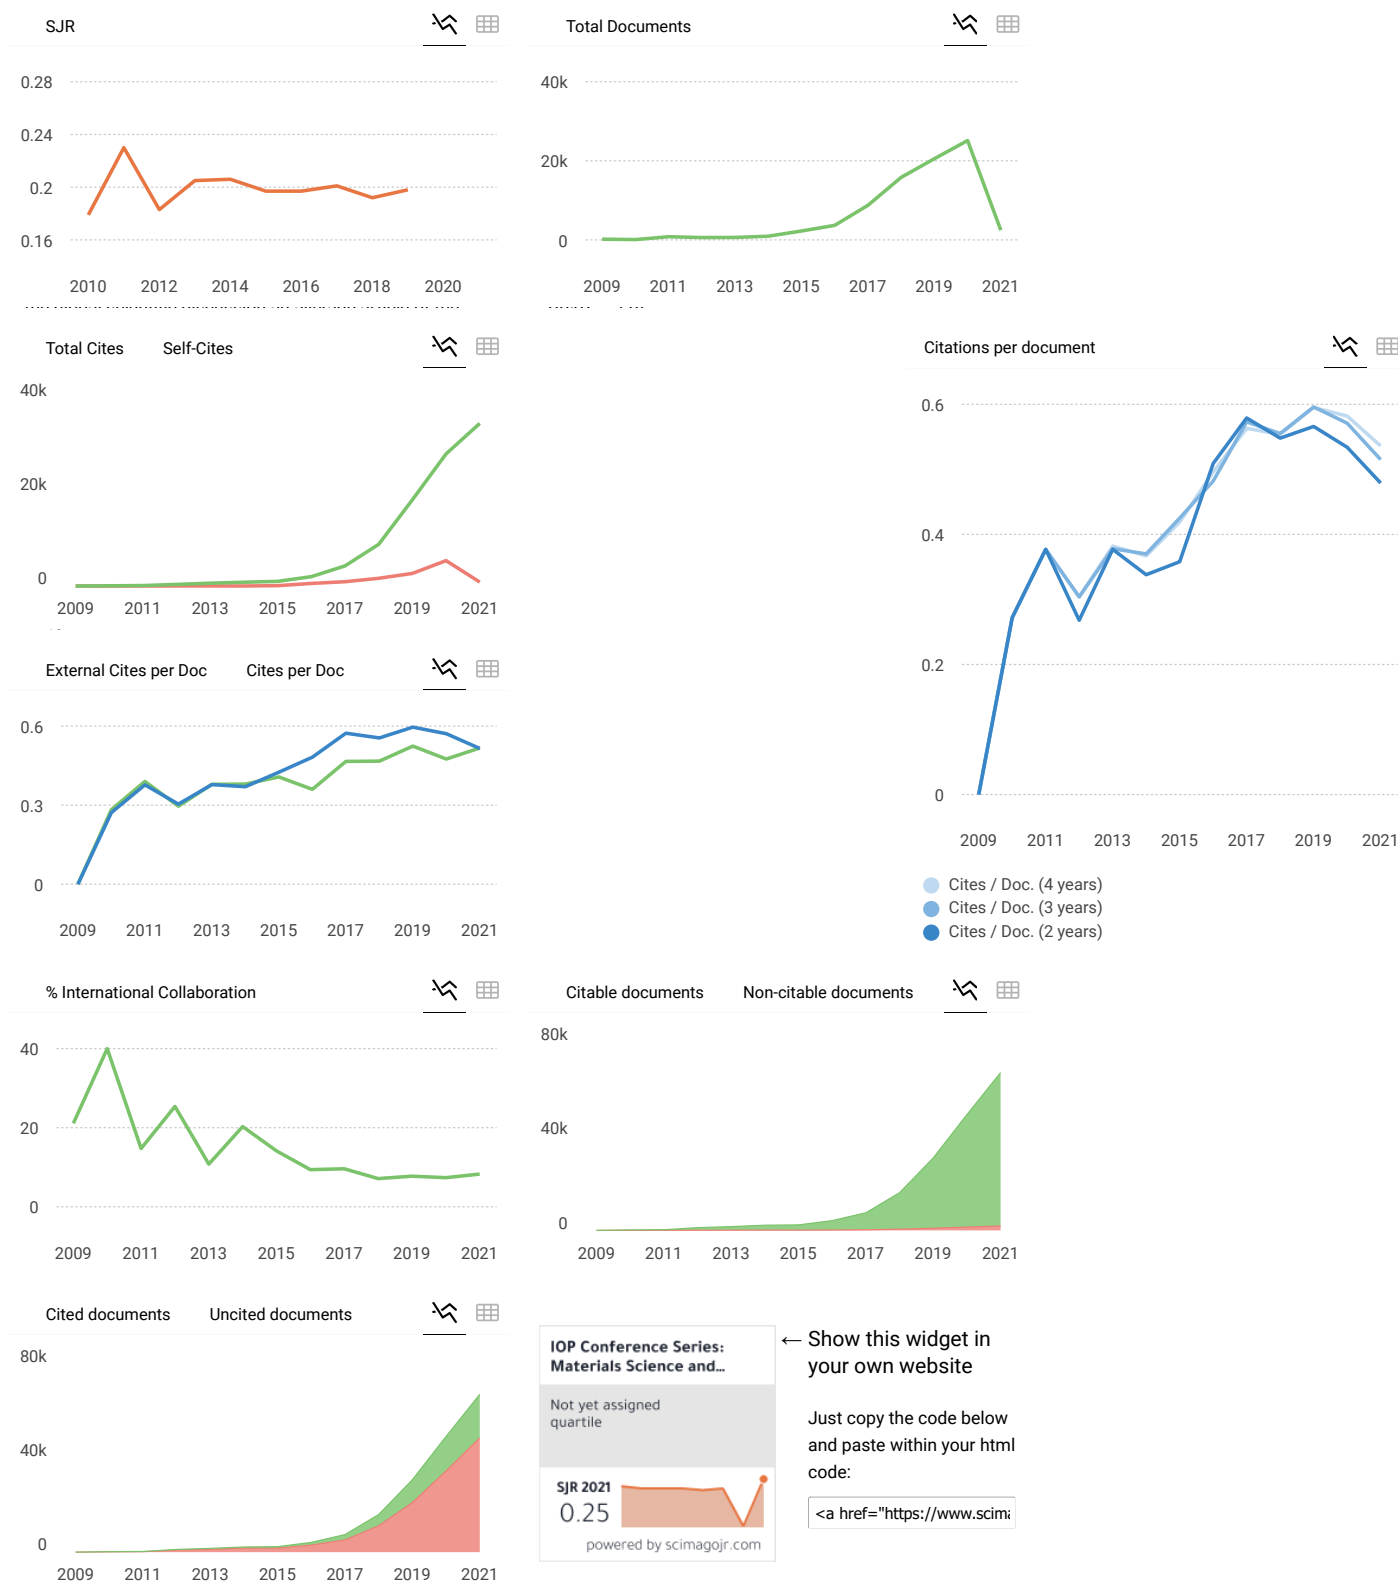 SJR
0.28
0.24
0.2
0.16
2010 2012 2014 2016 2018 2020
Total Documents
40k
20k
0
2009 2011 2013 2015 2017 2019 2021
Total Cites Self-Cites
40k
20k
0
2009 2011 2013 2015 2017 2019 2021
Citations per document
0.6
0.4
0.2
0
2009 2011 2013 2015 2017 2019 2021
Cites / Doc. (4 years)
Cites / Doc. (3 years)
Cites / Doc. (2 years)
External Cites per Doc Cites per Doc
0.6
0.3
0
2009 2011 2013 2015 2017 2019 2021
% International Collaboration
40
20
0
2009 2011 2013 2015 2017 2019 2021
Citable documents Non-citable documents
80k
40k
0
2009 2011 2013 2015 2017 2019 2021
Cited documents Uncited documents
80k
40k
0
2009 2011 2013 2015 2017 2019 2021
IOP Conference Series:
Materials Science and...
Not yet assigned
quartile
SJR 2021
0.25
powered by scimagojr.com
← Show this widget in
your own website
Just copy the code below
and paste within your html
code:
<a href="https://www.scima